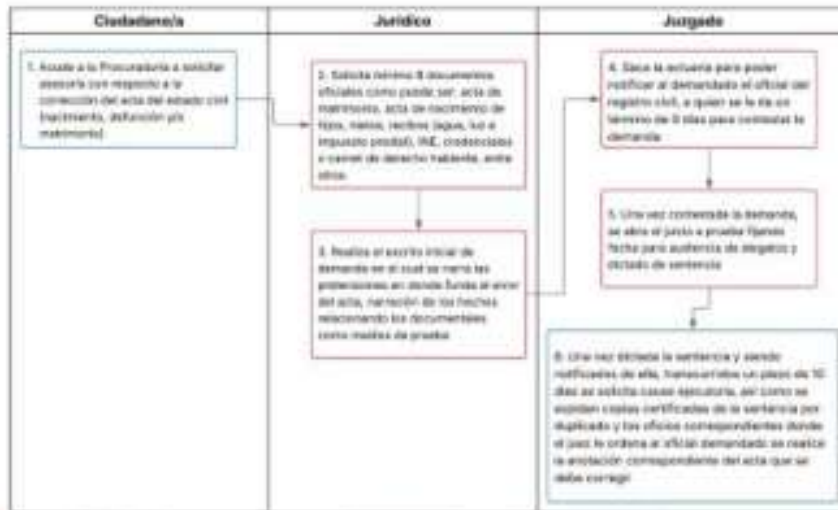 Ciudadano/a
Jurídico
Juzgado
1. Acude a la Procuraduría a solicitar
asesoría con respecto a la
corrección del acta del estado civil
(nacimiento, defunción y/o
matrimonio)
2. Solicita mínimo 8 documentos
oficiales como puede ser: acta de
matrimonio, acta de nacimiento de
hijos, nietos, recibos (agua, luz o
impuesto predial), INE, credenciales
o carnet de derecho habiente, entre
otros
3. Realiza el escrito inicial de
demanda en el cual se narra las
pretensiones en donde funda el error
del acta, narración de los hechos
relacionando los documentales
como medios de prueba
4. Saca la actuaria para poder
notificar al demandado el oficial del
registro civil, a quien se le da un
término de 9 días para contestar la
demanda
5. Una vez contestada la demanda,
se abre el juicio a prueba fijando
fecha para audiencia de alegatos y
dictado de sentencia
6. Una vez dictada la sentencia y siendo
notificados de ella, transcurridos un plazo de 10
días se solicita cause ejecutoria, así como se
expidan copias certificadas de la sentencia por
duplicado y los oficios correspondientes donde
el juez le ordena al oficial demandado se realice
la anotación correspondiente del acta que se
debe corregir